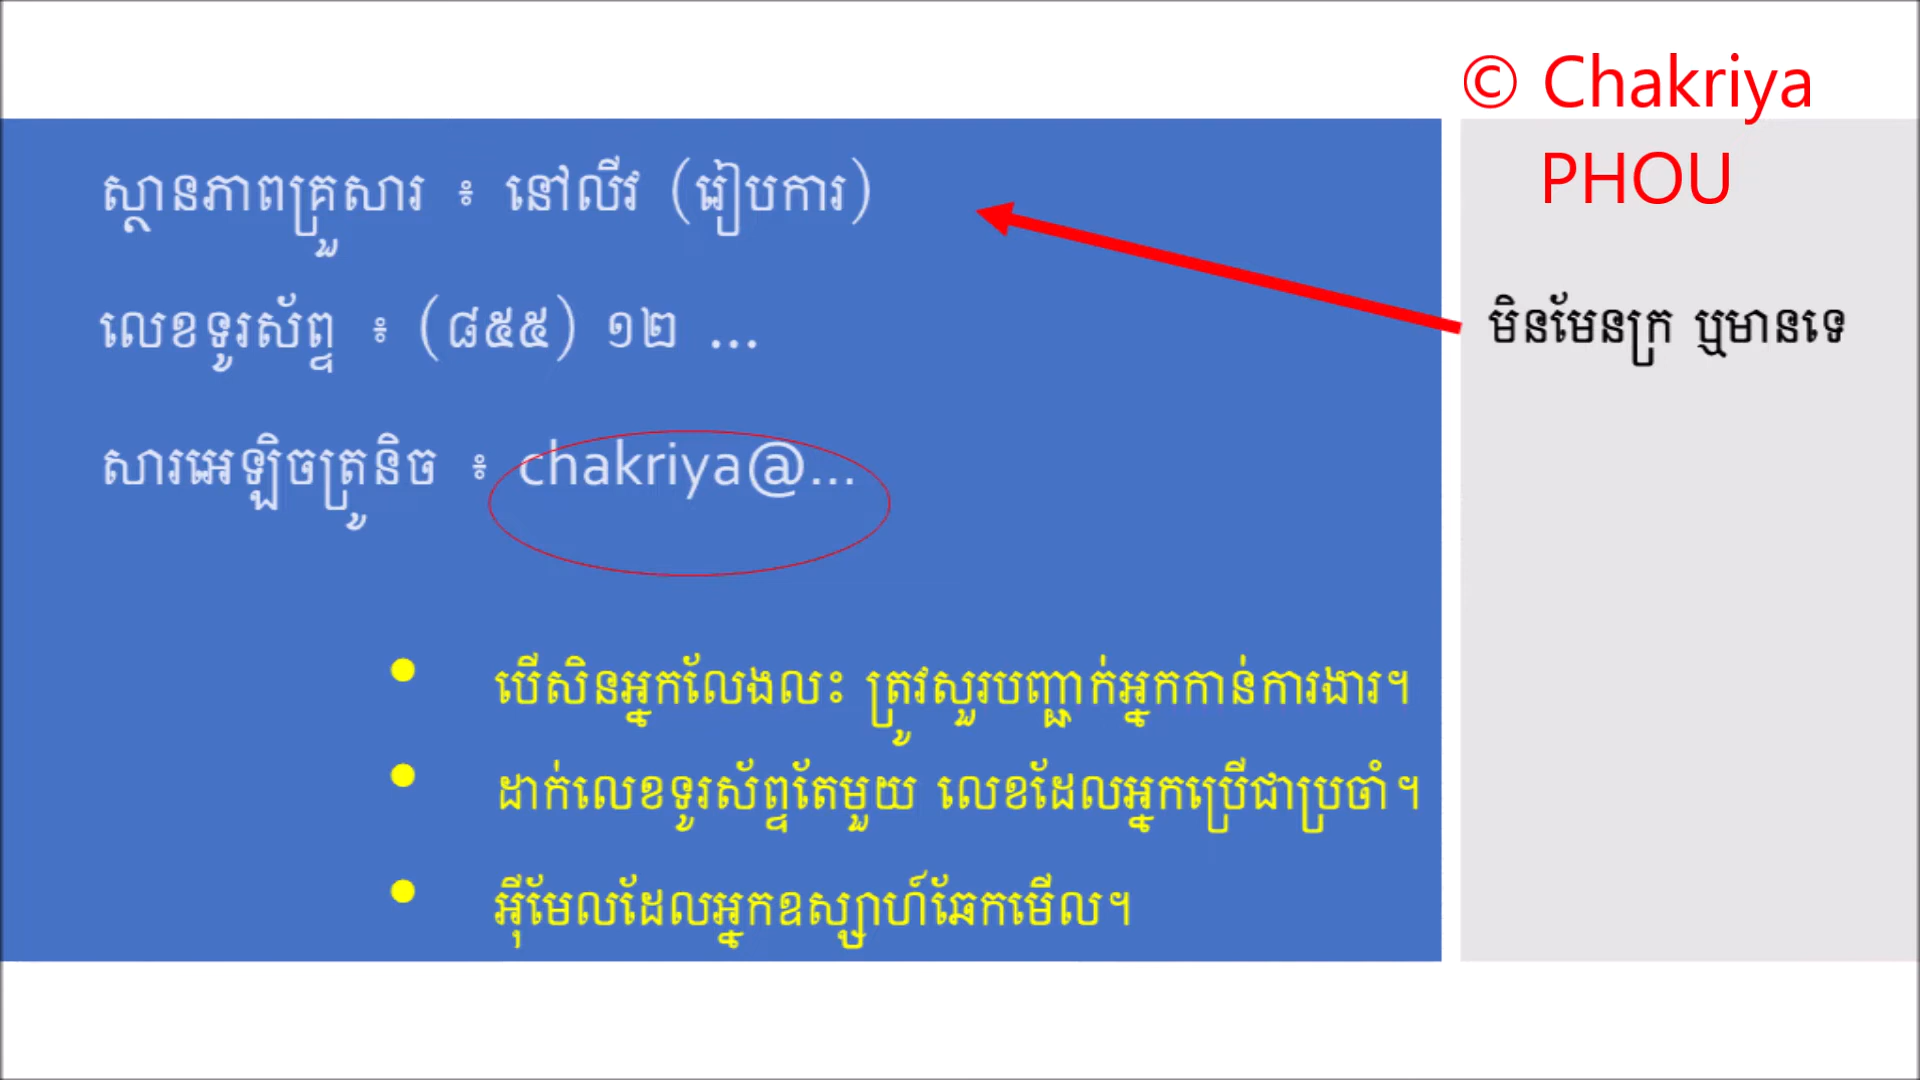 © Chakriya
PHOU
ស្ថានភាពគ្រួសារ ៖ នៅលីវ (រៀបការ)
លេខទូរស័ព្ទ ៖ (៨៥៥) ១២ ...
សារអេឡិចត្រូនិច ៖ chakriya@...
មិនមែនក្រ ឬមានទេ
• បើសិនអ្នកលែងលះ ត្រូវសួរបញ្ជាក់អ្នកកាន់ការងារ។
• ដាក់លេខទូរស័ព្ទតែមួយ លេខដែលអ្នកប្រើជាប្រចាំ។
• អ៊ីមែលដែលអ្នកឧស្សាហ៍ឆែកមើល។